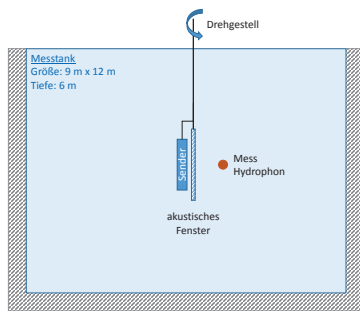 Drehgestell
Messtank
Größe: 9 m x 12 m
Tiefe: 6 m
Sender
Mess
Hydrophon
akustisches
Fenster